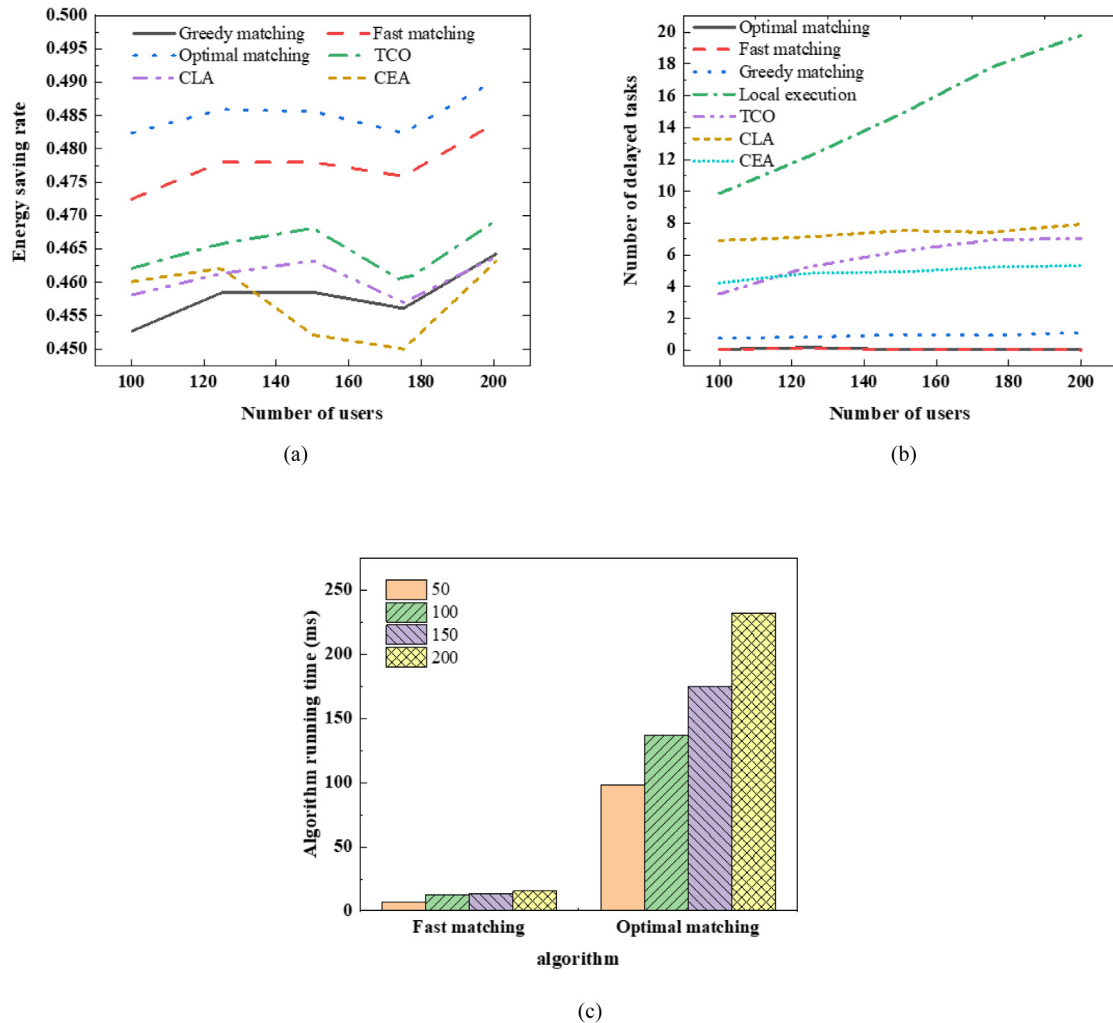 0.500
0.495
0.490
0.485
0.480
0.475
0.470
0.465
0.460
0.455
0.450
Energy saving rate
Greedy matching Fast matching
Optimal matching TCO
CLA CEA
100 120 140 160 180 200
Number of users
(a)
20
18
16
14
12
10
8
6
4
2
0
Number of delayed tasks
Optimal matching
Fast matching
Greedy matching
Local execution
TCO
CLA
CEA
100 120 140 160 180 200
Number of users
(b)
250
200
150
100
50
0
Algorithm running time (ms)
50
100
150
200
Fast matching Optimal matching
algorithm
(c)